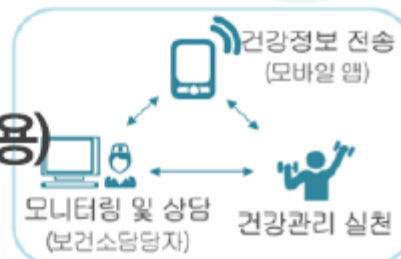 건강정보 전송
(모바일 앱)
용)
모니터링 및 상담
(보건소담당자)
건강관리 실천